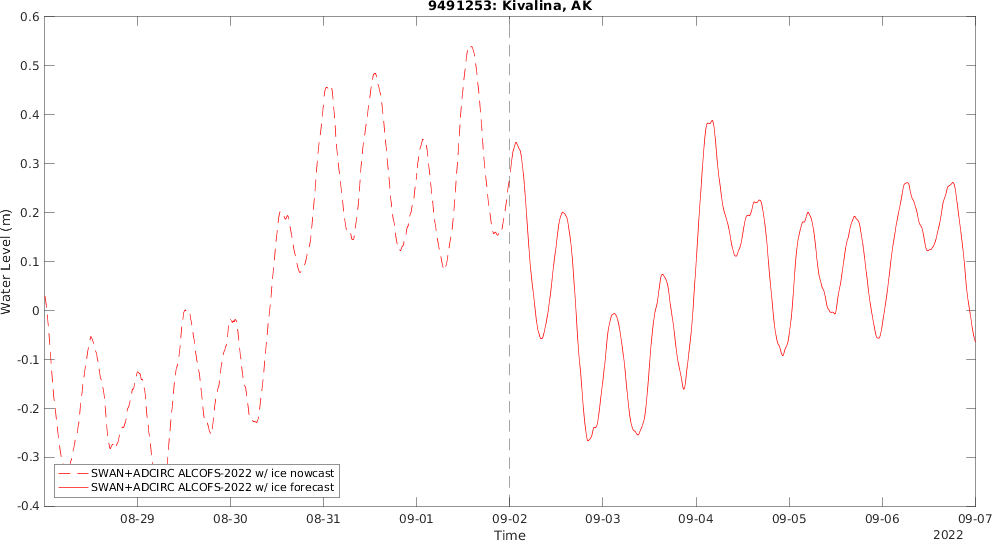 9491253: Kivalina, AK
0.6
0.5
0.4
0.3
0.2
0.1
0
-0.1
-0.2
-0.3
-0.4
Water Level (m)
SWAN+ADCIRC ALCOFS-2022 w/ ice nowcast
SWAN+ADCIRC ALCOFS-2022 w/ ice forecast
08-29 08-30 08-31 09-01 09-02 09-03 09-04 09-05 09-06 09-07
Time
2022